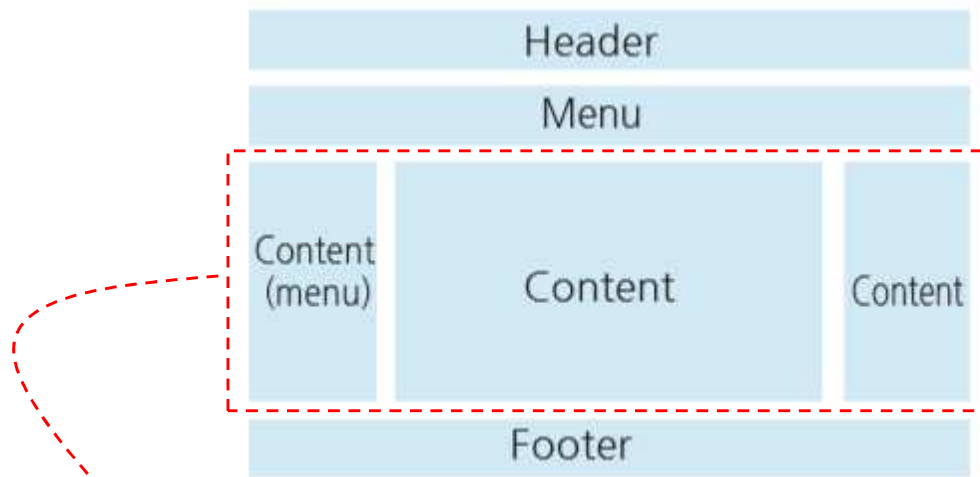 Header
Menu
Content
(menu)
Content
Content
Footer